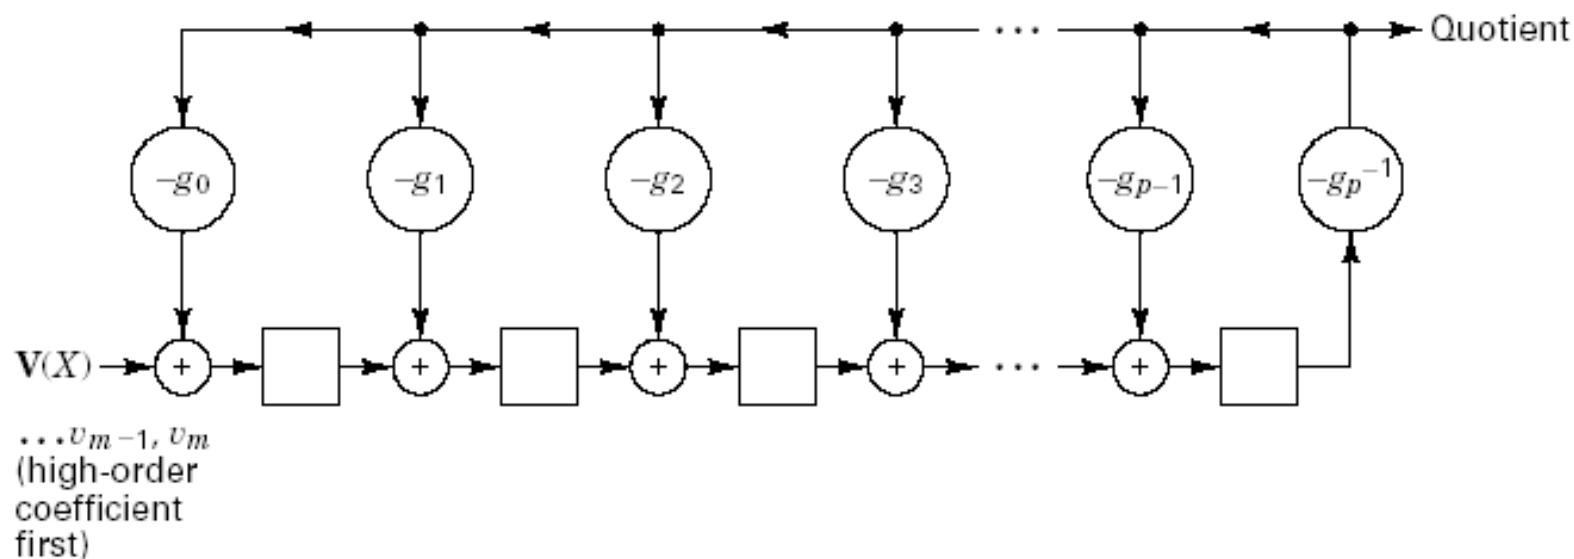 ... Quotient
−g₀ −g₁ −g₂ −g₃ −gₚ₋₁ −gₚ⁻¹
V(X) + + + + ... +
...vₘ₋₁, vₘ
(high-order
coefficient
first)